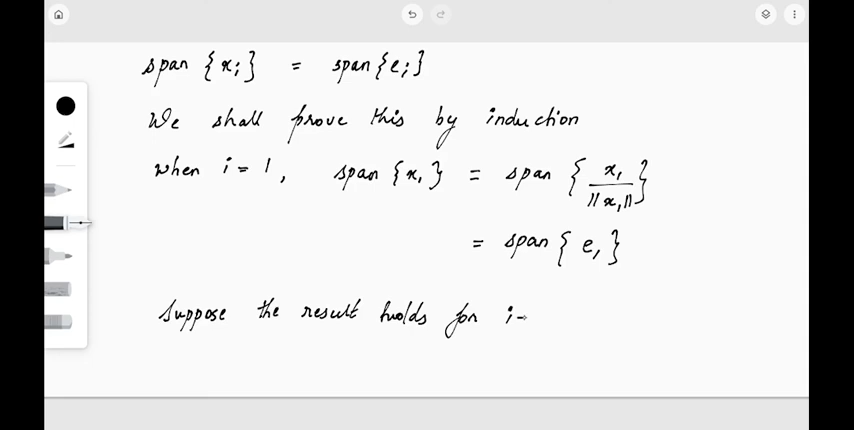 span {x_i} = span {e_i}
We shall prove this by induction
when i = 1, span {x_1} = span {x_1 / ||x_1||}
= span {e_1}
Suppose the result holds for i-